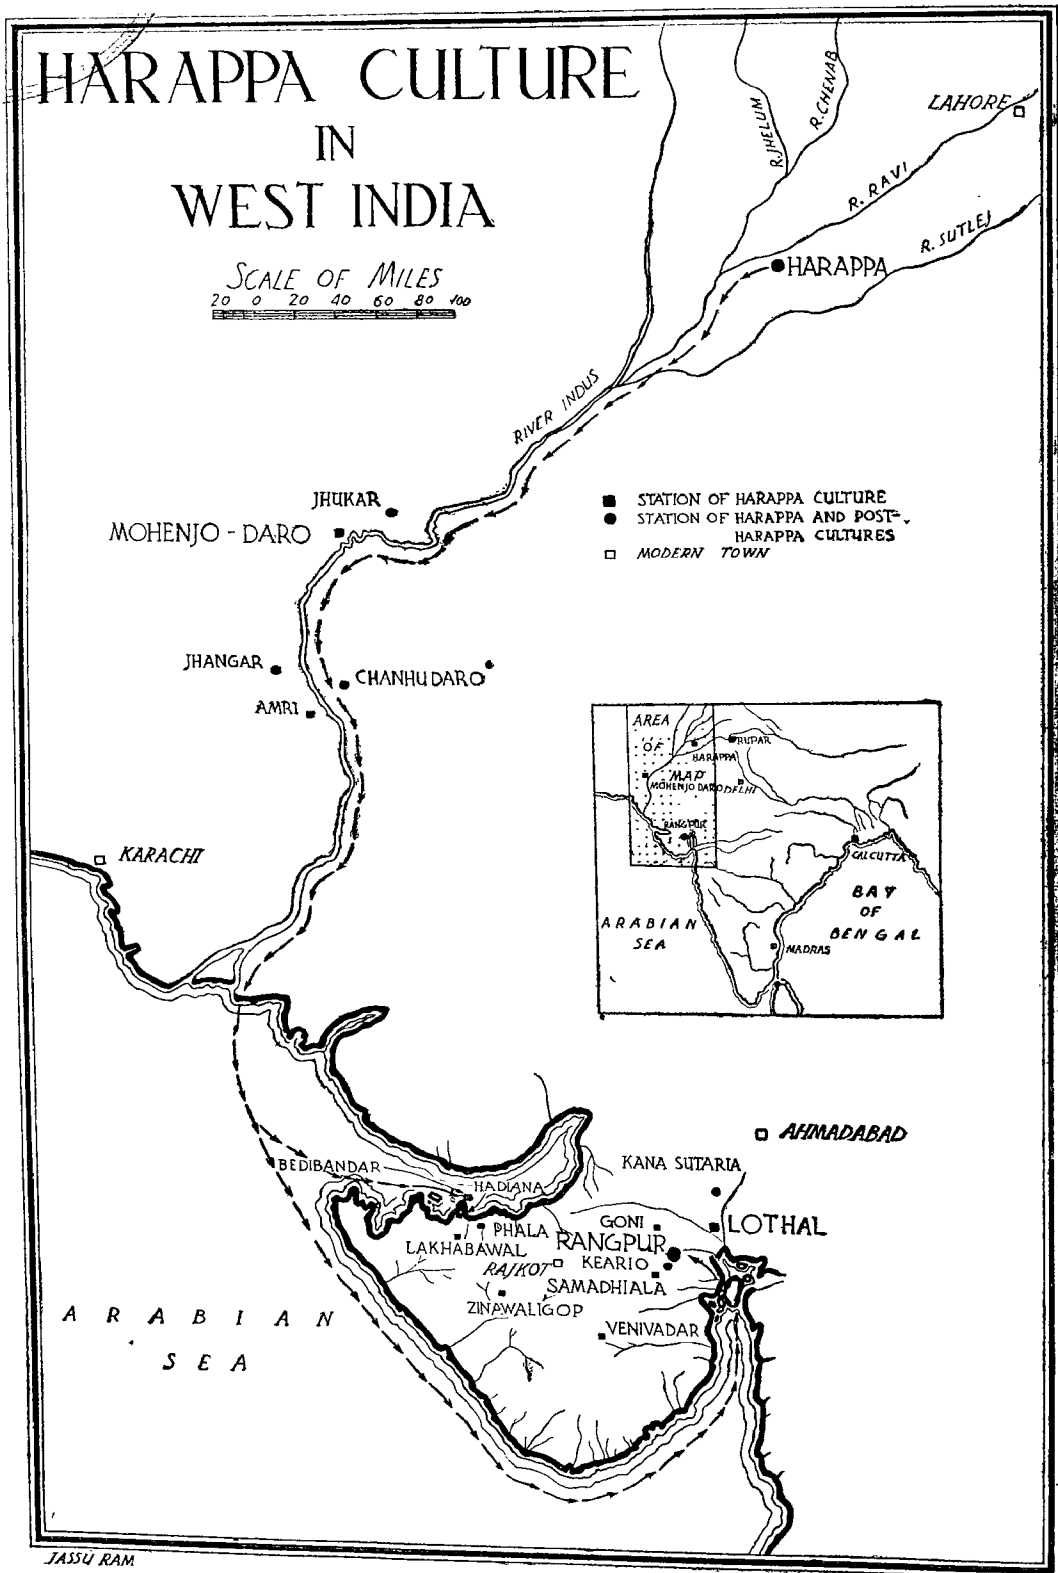 HARAPPA CULTURE
IN
WEST INDIA
SCALE OF MILES
20 0 20 40 60 80 100
R. JHELUM
R. CHENAB
LAHORE
R. RAVI
R. SUTLEJ
HARAPPA
RIVER INDUS
JHUKAR
MOHENJO - DARO
STATION OF HARAPPA CULTURE
STATION OF HARAPPA AND POST-
HARAPPA CULTURES
MODERN TOWN
JHANGAR
CHANHUDARO
AMRI
AREA
OF
MAP
RUPAR
HARAPPA
MOHENJO DARO
DELHI
RANGPUR
CALCUTTA
ARABIAN
SEA
BAY
OF
BENGAL
MADRAS
KARACHI
AHMADABAD
BEDIBANDAR
HADIANA
KANA SUTARIA
PHALA
GONI
LOTHAL
LAKHABAWAL
RANGPUR
RAJKOT
KEARIO
SAMADHIALA
ZINAWALIGOP
VENIVADAR
ARABIAN
SEA
JASSU RAM